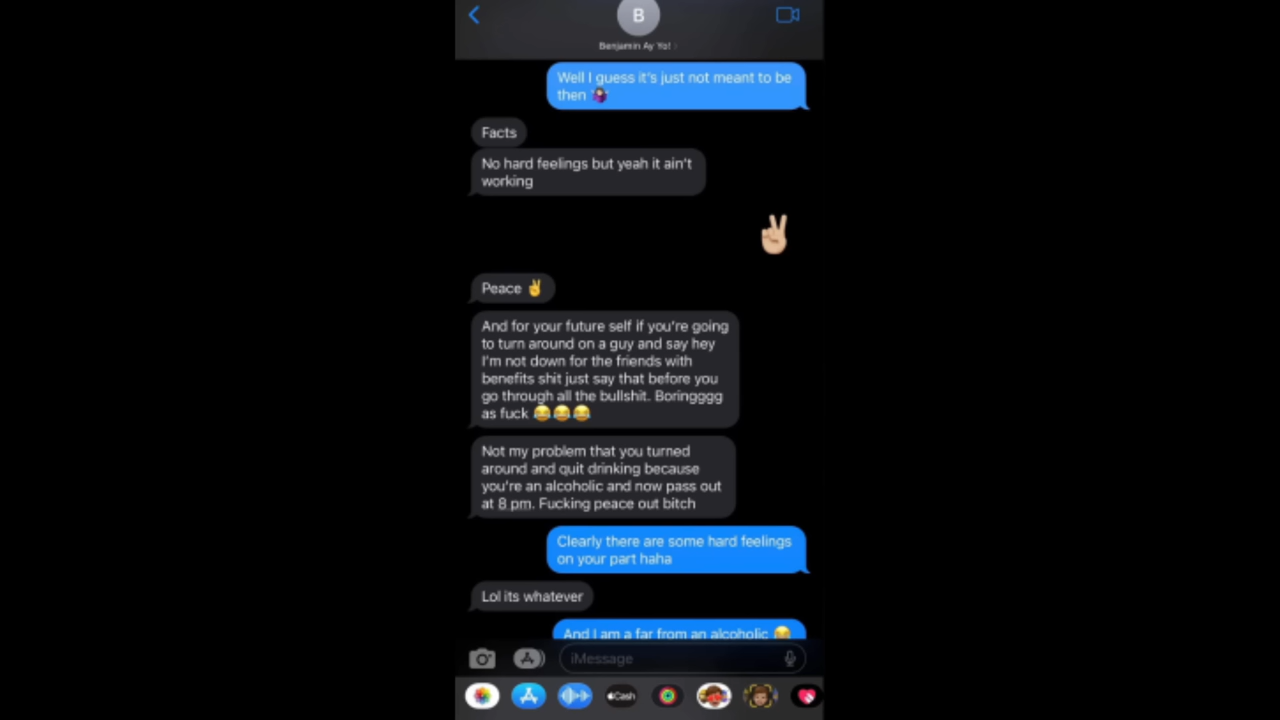 B
Benjamin Ay Yo!
Well I guess it's just not meant to be
then 🤷🏽‍♀️
Facts
No hard feelings but yeah it ain't
working
✌🏼
Peace ✌️
And for your future self if you're going
to turn around on a guy and say hey
I'm not down for the friends with
benefits shit just say that before you
go through all the bullshit. Boringggg
as fuck 😂😂😂
Not my problem that you turned
around and quit drinking because
you're an alcoholic and now pass out
at 8 pm. Fucking peace out bitch
Clearly there are some hard feelings
on your part haha
Lol its whatever
And I am a far from an alcoholic 😂
iMessage
Cash